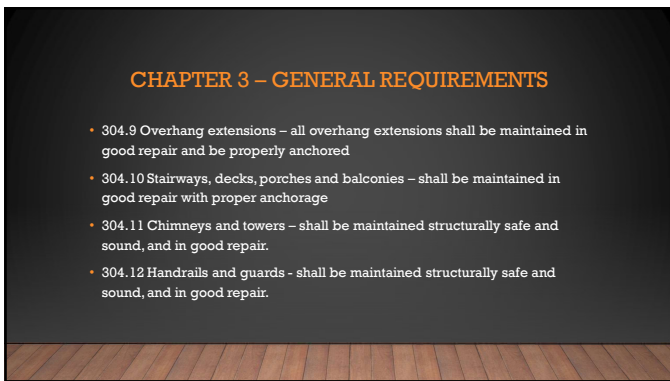 CHAPTER 3 – GENERAL REQUIREMENTS
• 304.9 Overhang extensions – all overhang extensions shall be maintained in
good repair and be properly anchored
• 304.10 Stairways, decks, porches and balconies – shall be maintained in
good repair with proper anchorage
• 304.11 Chimneys and towers – shall be maintained structurally safe and
sound, and in good repair.
• 304.12 Handrails and guards - shall be maintained structurally safe and
sound, and in good repair.